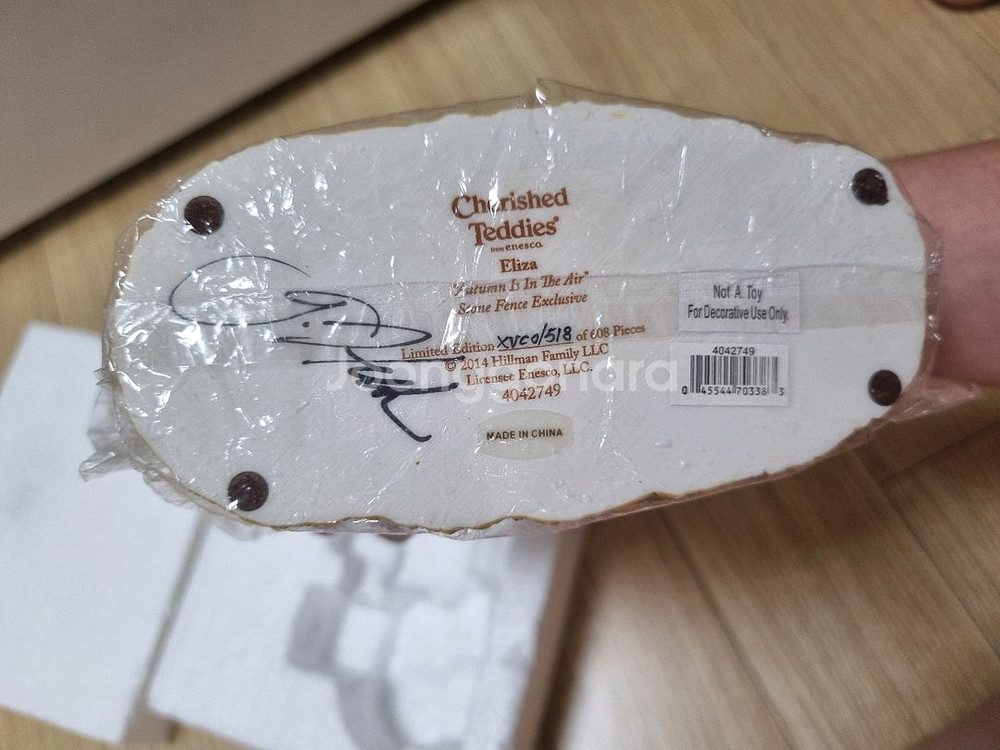 Cherished
Teddies®
from enesco.
Eliza
Autumn Is In The Air"
Stone Fence Exclusive
Limited Edition XVCO/518 of 608 Pieces
© 2014 Hillman Family LLC
Licensee Enesco, LLC.
4042749
MADE IN CHINA
Not A Toy
For Decorative Use Only.
4042749
0 45544 70338 3